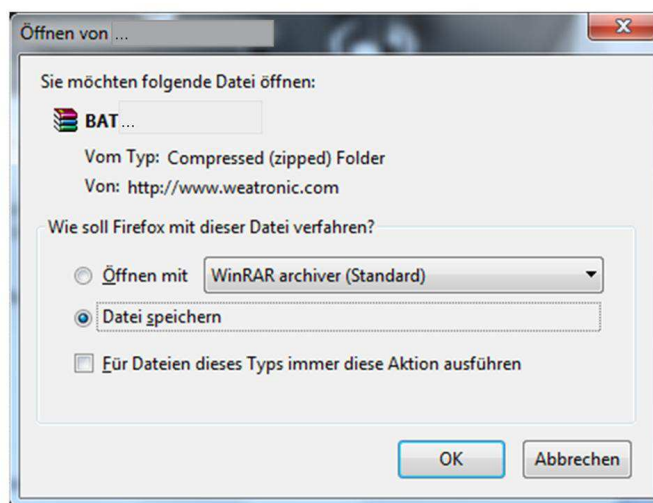 Öffnen von ...
Sie möchten folgende Datei öffnen:
BAT...
Vom Typ: Compressed (zipped) Folder
Von: http://www.weatronic.com
Wie soll Firefox mit dieser Datei verfahren?
Öffnen mit WinRAR archiver (Standard)
Datei speichern
Für Dateien dieses Typs immer diese Aktion ausführen
OK Abbrechen